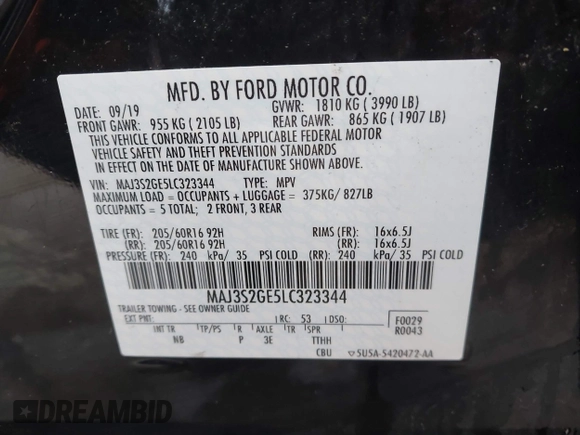 MFD. BY FORD MOTOR CO.
DATE: 09/19 GVWR: 1810 KG ( 3990 LB)
FRONT GAWR: 955 KG ( 2105 LB) REAR GAWR: 865 KG ( 1907 LB)
THIS VEHICLE CONFORMS TO ALL APPLICABLE FEDERAL MOTOR
VEHICLE SAFETY AND THEFT PREVENTION STANDARDS
IN EFFECT ON THE DATE OF MANUFACTURE SHOWN ABOVE.
VIN: MAJ3S2GE5LC323344 TYPE: MPV
MAXIMUM LOAD = OCCUPANTS + LUGGAGE = 375KG/ 827LB
OCCUPANTS = 5 TOTAL; 2 FRONT, 3 REAR
TIRE (FR): 205/60R16 92H RIMS (FR): 16x6.5J
(RR): 205/60R16 92H (RR): 16x6.5J
PRESSURE (FR): 240 kPa/ 35 PSI COLD (RR): 240 kPa/ 35 PSI COLD
MAJ3S2GE5LC323344
TRAILER TOWING - SEE OWNER GUIDE
EXT PNT: RC: 53 DSO: F0029
R0043
INT TR TP/PS R AXLE TR SPR
NB P 3E TTHH
CBU 5U5A-5420472-AA
DREAMBID